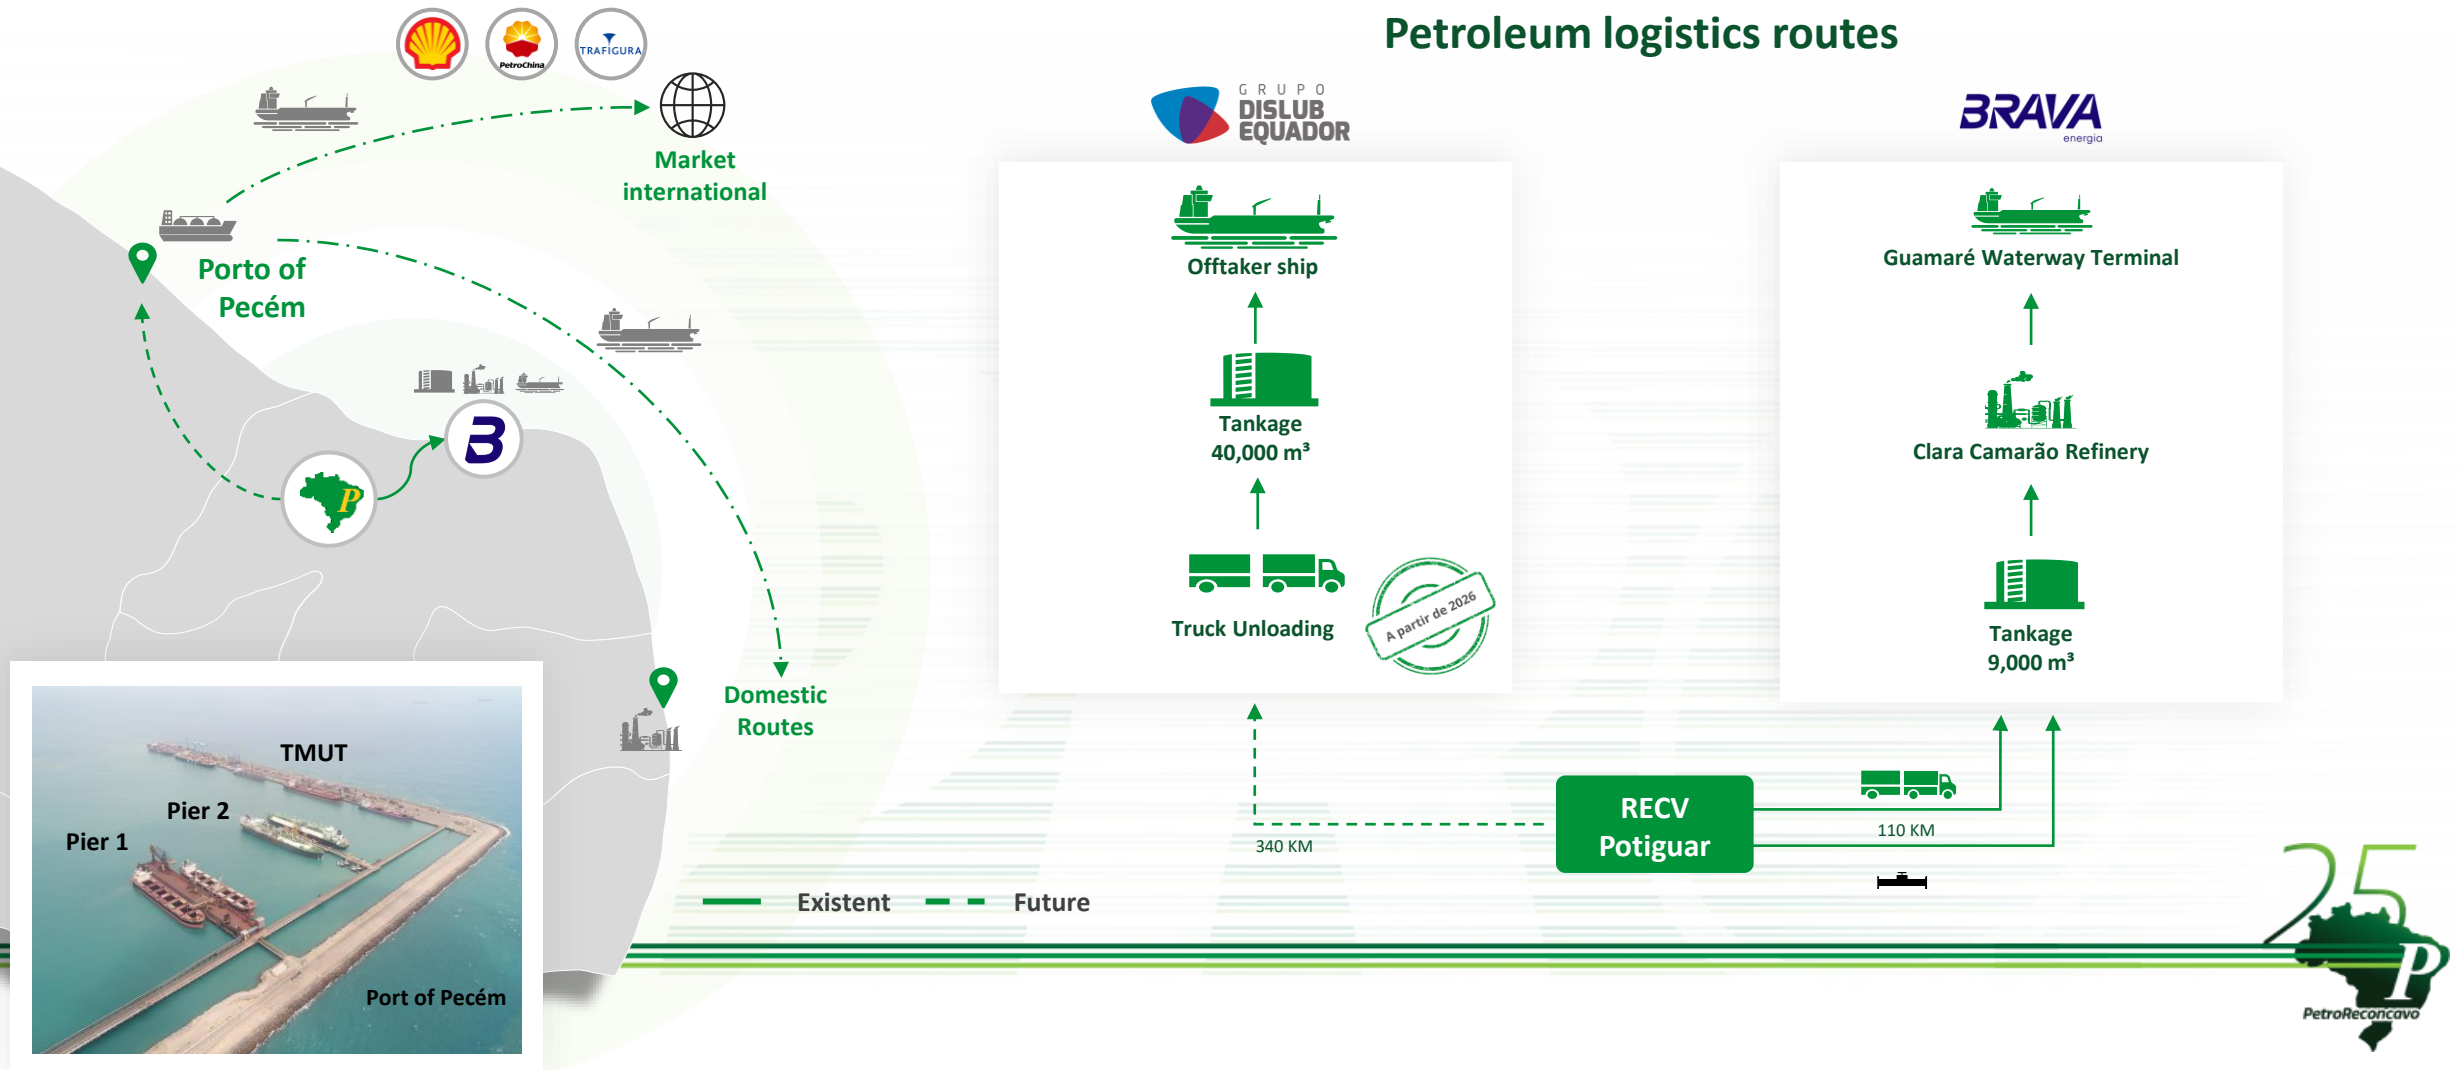 Petroleum logistics routes
PetroChina
TRAFIGURA
Market
international
Porto of
Pecém
B
P
Domestic
Routes
TMUT
Pier 2
Pier 1
Port of Pecém
Existent
Future
GRUPO
DISLUB
EQUADOR
Offtaker ship
Tankage
40,000 m³
Truck Unloading
A partir de 2026
340 KM
BRAVA
energia
Guamaré Waterway Terminal
Clara Camarão Refinery
Tankage
9,000 m³
RECV
Potiguar
110 KM
25
P
PetroReconcavo